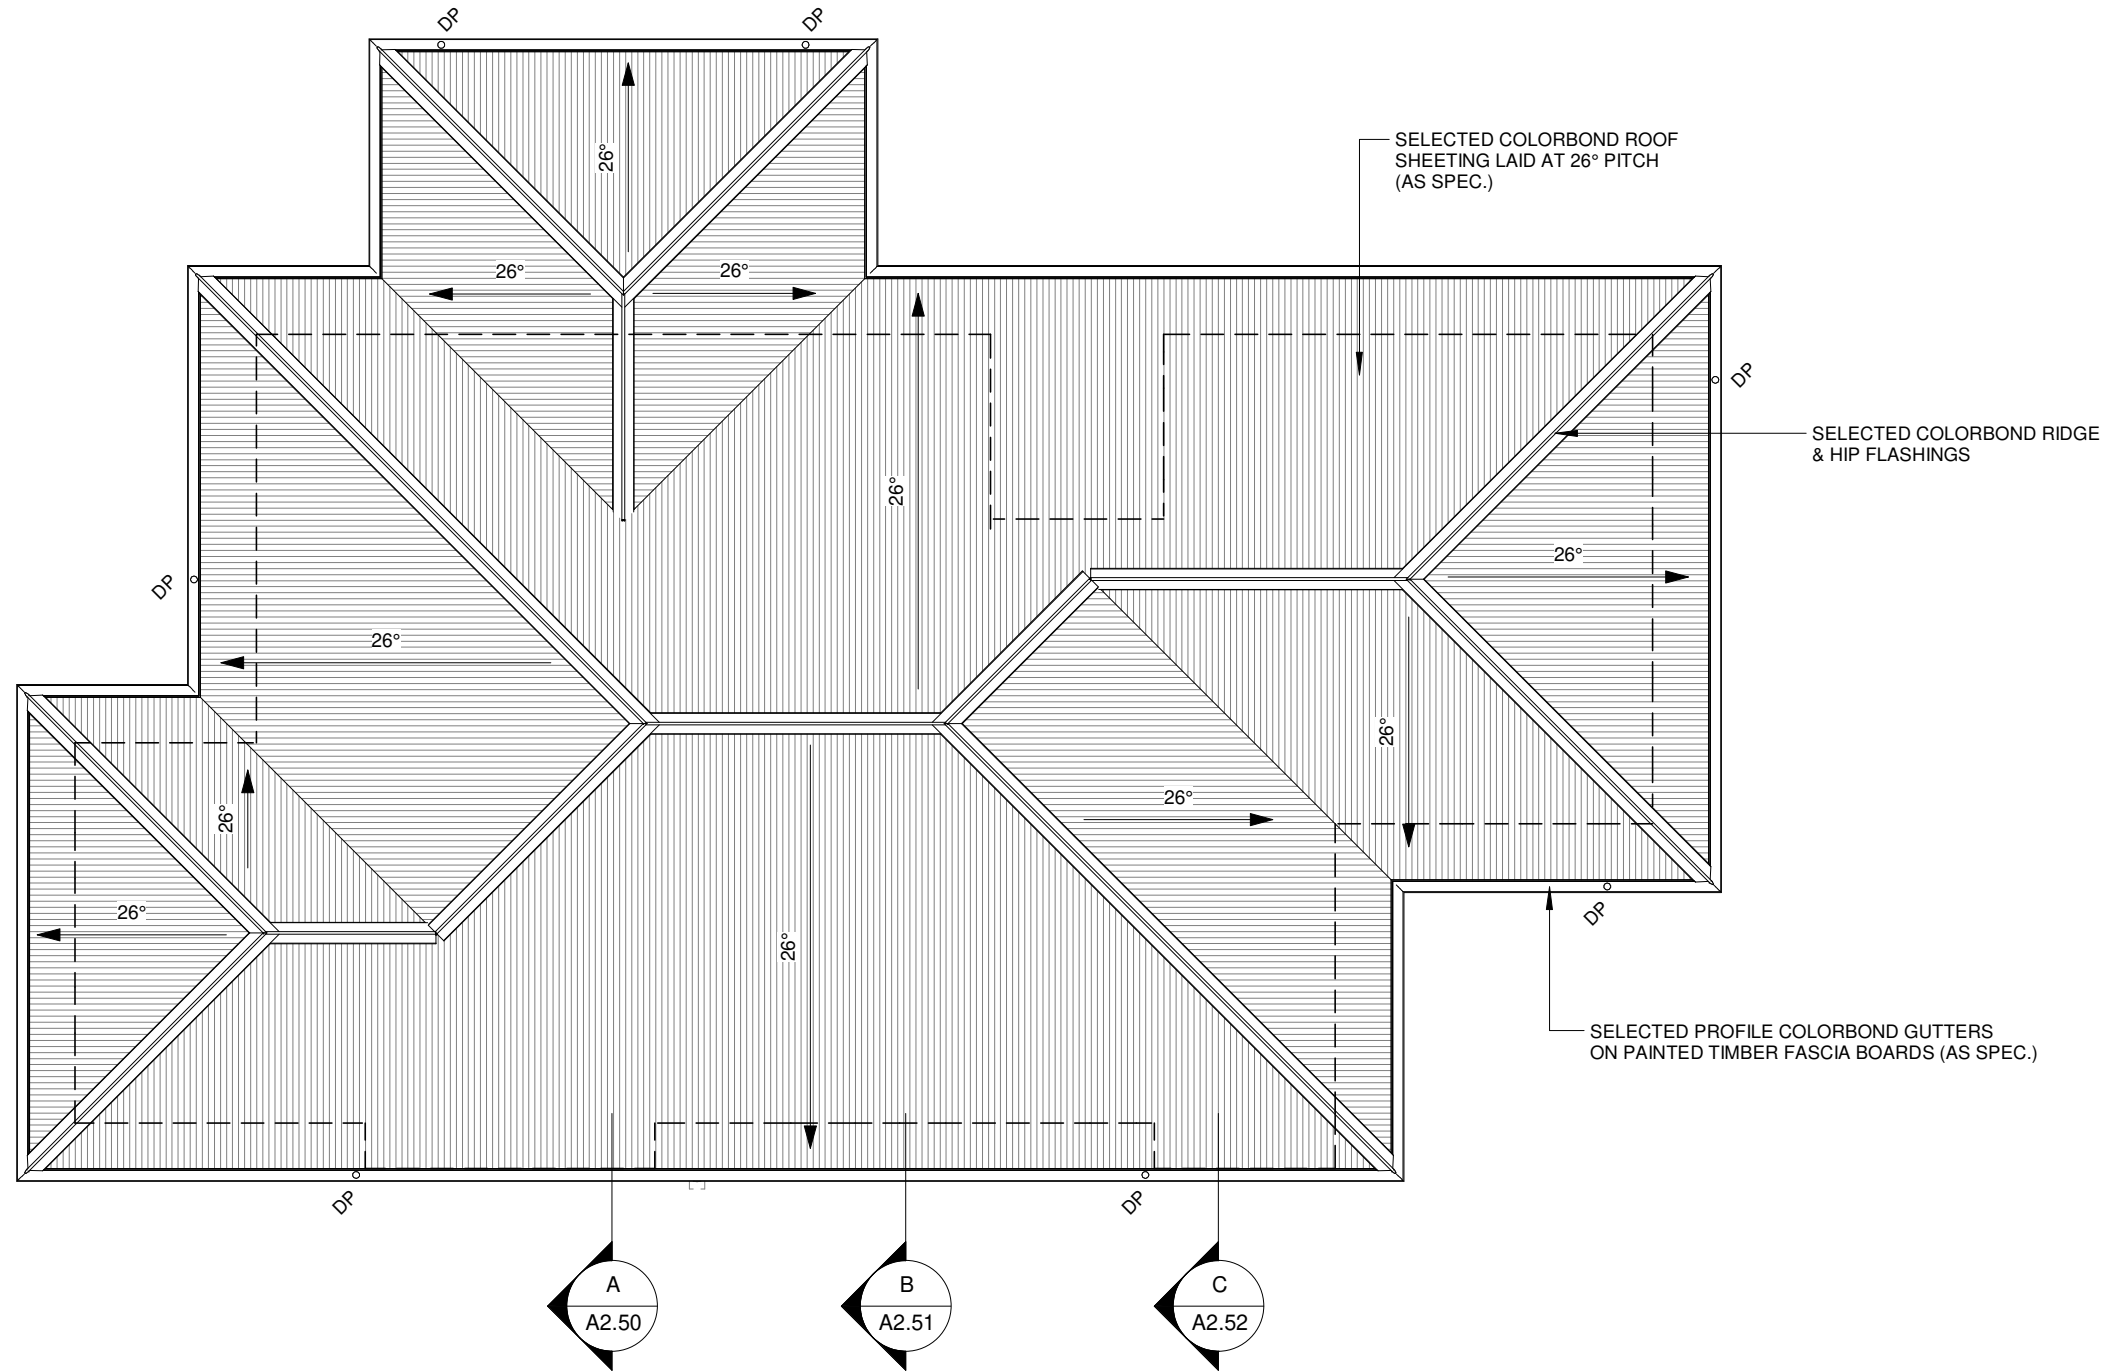 DP
DP
26°
SELECTED COLORBOND ROOF
SHEETING LAID AT 26° PITCH
(AS SPEC.)
26°
26°
DP
SELECTED COLORBOND RIDGE
& HIP FLASHINGS
26°
26°
DP
26°
26°
26°
26°
26°
26°
DP
26°
SELECTED PROFILE COLORBOND GUTTERS
ON PAINTED TIMBER FASCIA BOARDS (AS SPEC.)
DP
DP
A
A2.50
B
A2.51
C
A2.52